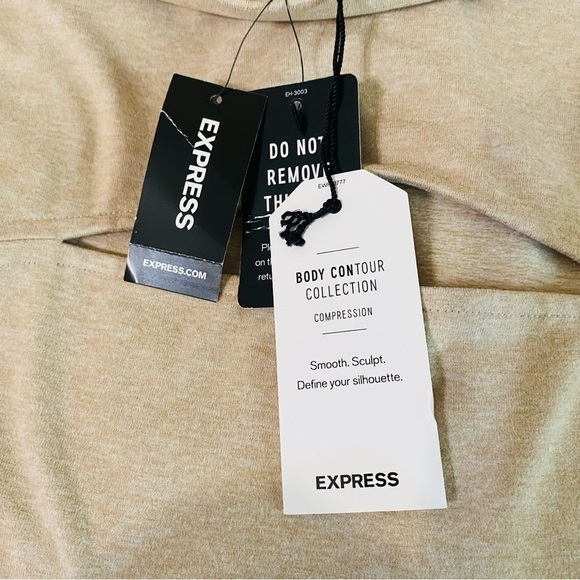 EXPRESS
EXPRESS.COM
EH-3003
DO NOT
REMOVE
BODY CONTOUR
COLLECTION
COMPRESSION
Smooth. Sculpt.
Define your silhouette.
EXPRESS